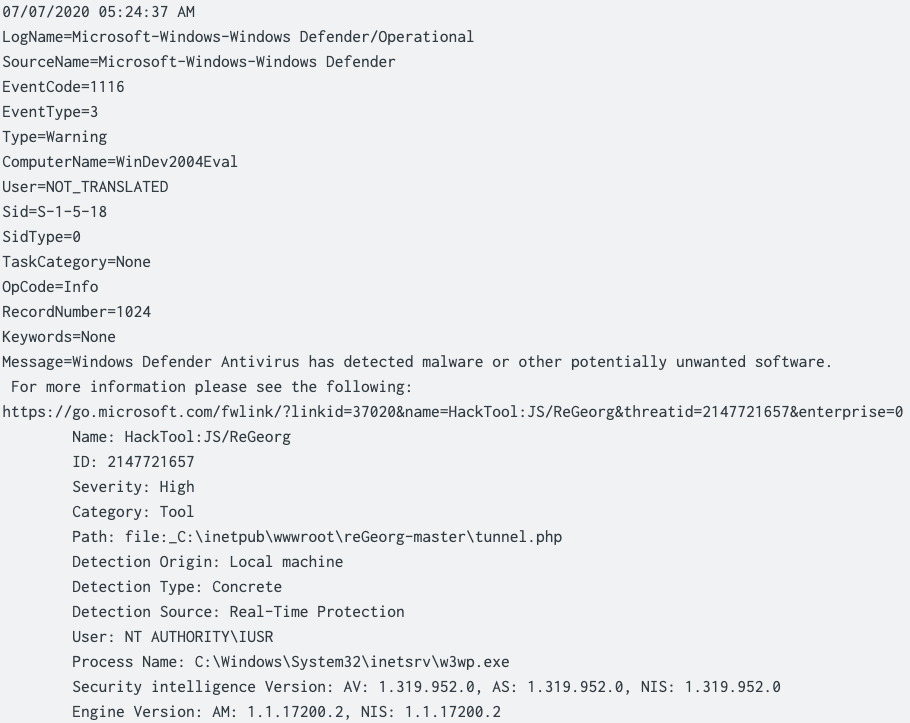 07/07/2020 05:24:37 AM
LogName=Microsoft-Windows-Windows Defender/Operational
SourceName=Microsoft-Windows-Windows Defender
EventCode=1116
EventType=3
Type=Warning
ComputerName=WinDev2004Eval
User=NOT_TRANSLATED
Sid=S-1-5-18
SidType=0
TaskCategory=None
OpCode=Info
RecordNumber=1024
Keywords=None
Message=Windows Defender Antivirus has detected malware or other potentially unwanted software.
For more information please see the following:
https://go.microsoft.com/fwlink/?linkid=37020&name=HackTool:JS/ReGeorg&threatid=2147721657&enterprise=0
Name: HackTool:JS/ReGeorg
ID: 2147721657
Severity: High
Category: Tool
Path: file:_C:\inetpub\wwwroot\reGeorg-master\tunnel.php
Detection Origin: Local machine
Detection Type: Concrete
Detection Source: Real-Time Protection
User: NT AUTHORITY\IUSR
Process Name: C:\Windows\System32\inetsrv\w3wp.exe
Security intelligence Version: AV: 1.319.952.0, AS: 1.319.952.0, NIS: 1.319.952.0
Engine Version: AM: 1.1.17200.2, NIS: 1.1.17200.2